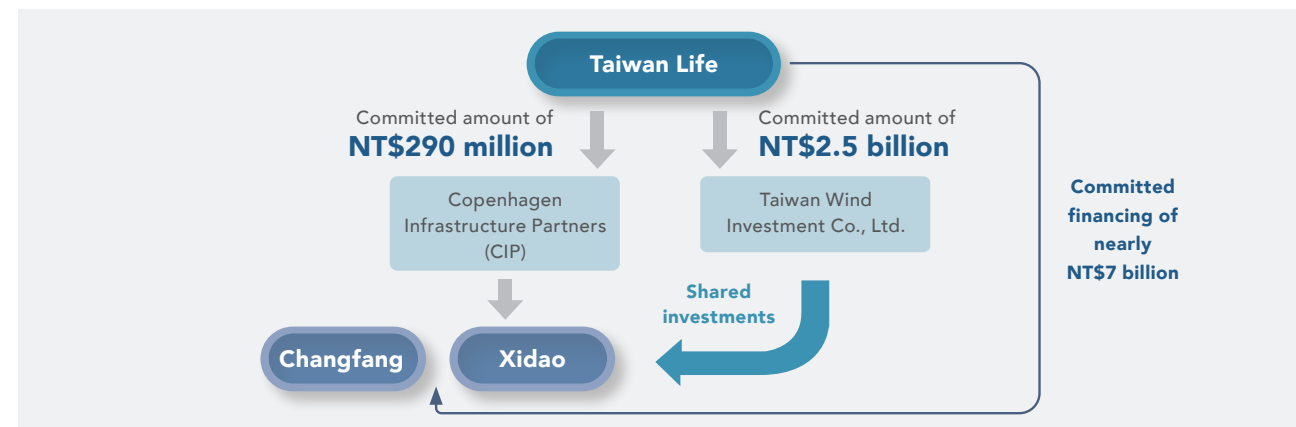 Taiwan Life
Committed amount of
NT$290 million
Committed amount of
NT$2.5 billion
Copenhagen
Infrastructure Partners
(CIP)
Taiwan Wind
Investment Co., Ltd.
Committed
financing of
nearly
NT$7 billion
Shared
investments
Changfang
Xidao